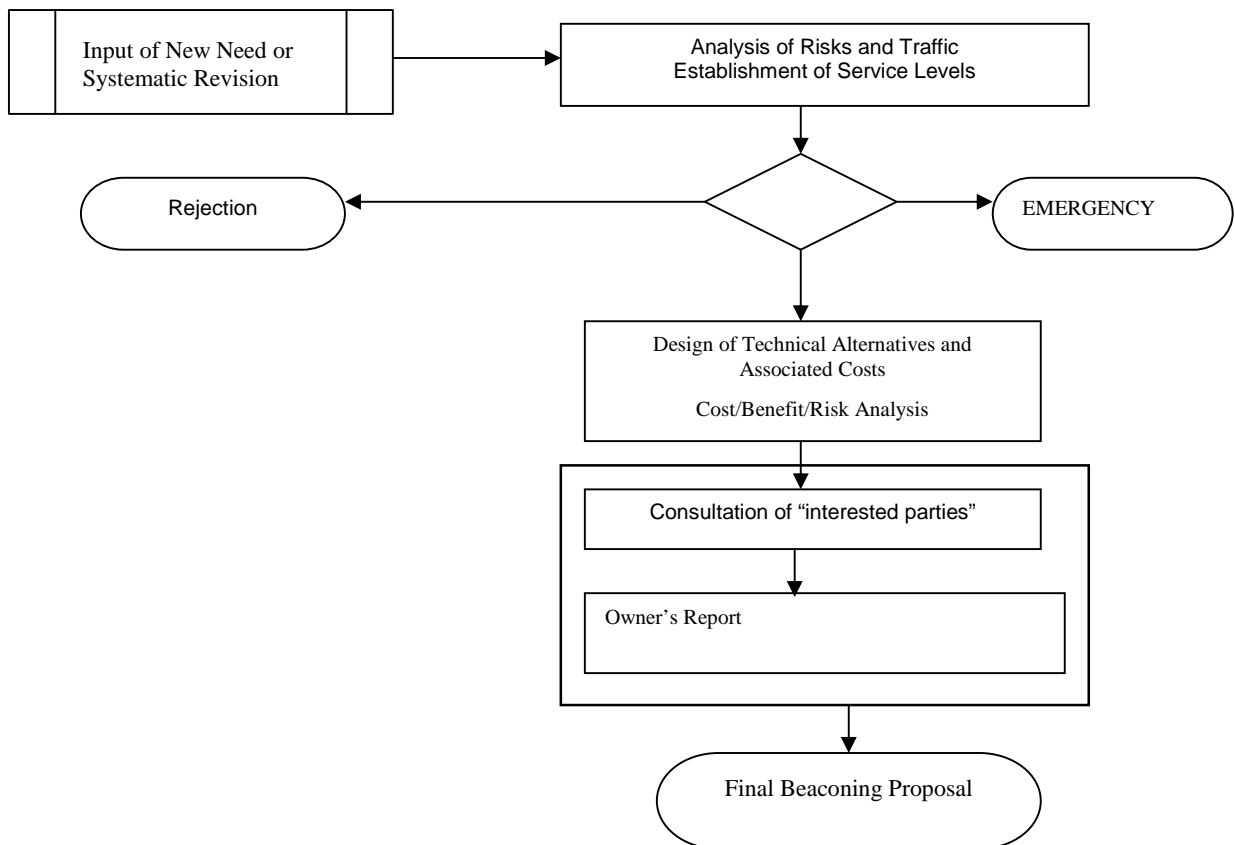 Input of New Need or
Systematic Revision
Analysis of Risks and Traffic
Establishment of Service Levels
Rejection
EMERGENCY
Design of Technical Alternatives and
Associated Costs
Cost/Benefit/Risk Analysis
Consultation of “interested parties”
Owner’s Report
Final Beaconing Proposal